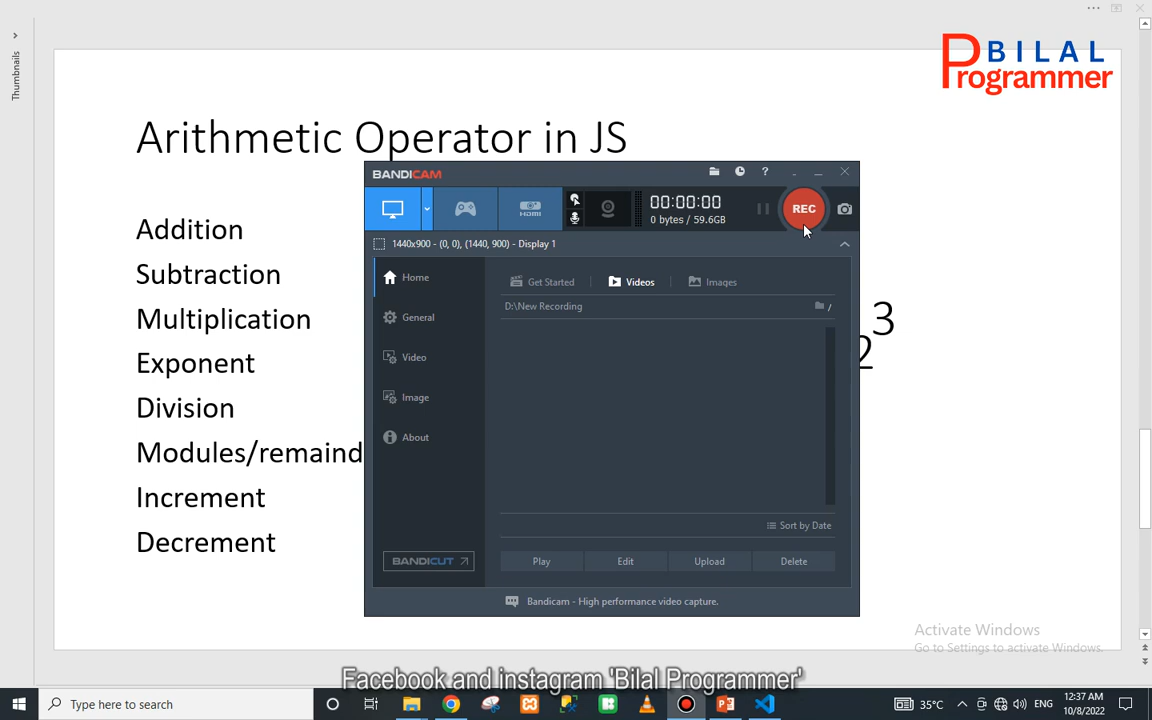 Thumbnails
BILAL
Programmer
Arithmetic Operator in JS
Addition
Subtraction
Multiplication
Exponent
Division
Modules/remaind
Increment
Decrement
2
3
BANDICAM
?
HDMI
00:00:00
0 bytes / 59.6GB
REC
1440x900 - (0, 0), (1440, 900) - Display 1
Home
General
Video
Image
About
BANDICUT
Get Started
Videos
Images
D:\New Recording
/
Sort by Date
Play
Edit
Upload
Delete
Bandicam - High performance video capture.
Activate Windows
Go to Settings to activate Windows.
Facebook and instagram 'Bilal Programmer'
Type here to search
35°C
ENG
12:37 AM
10/8/2022